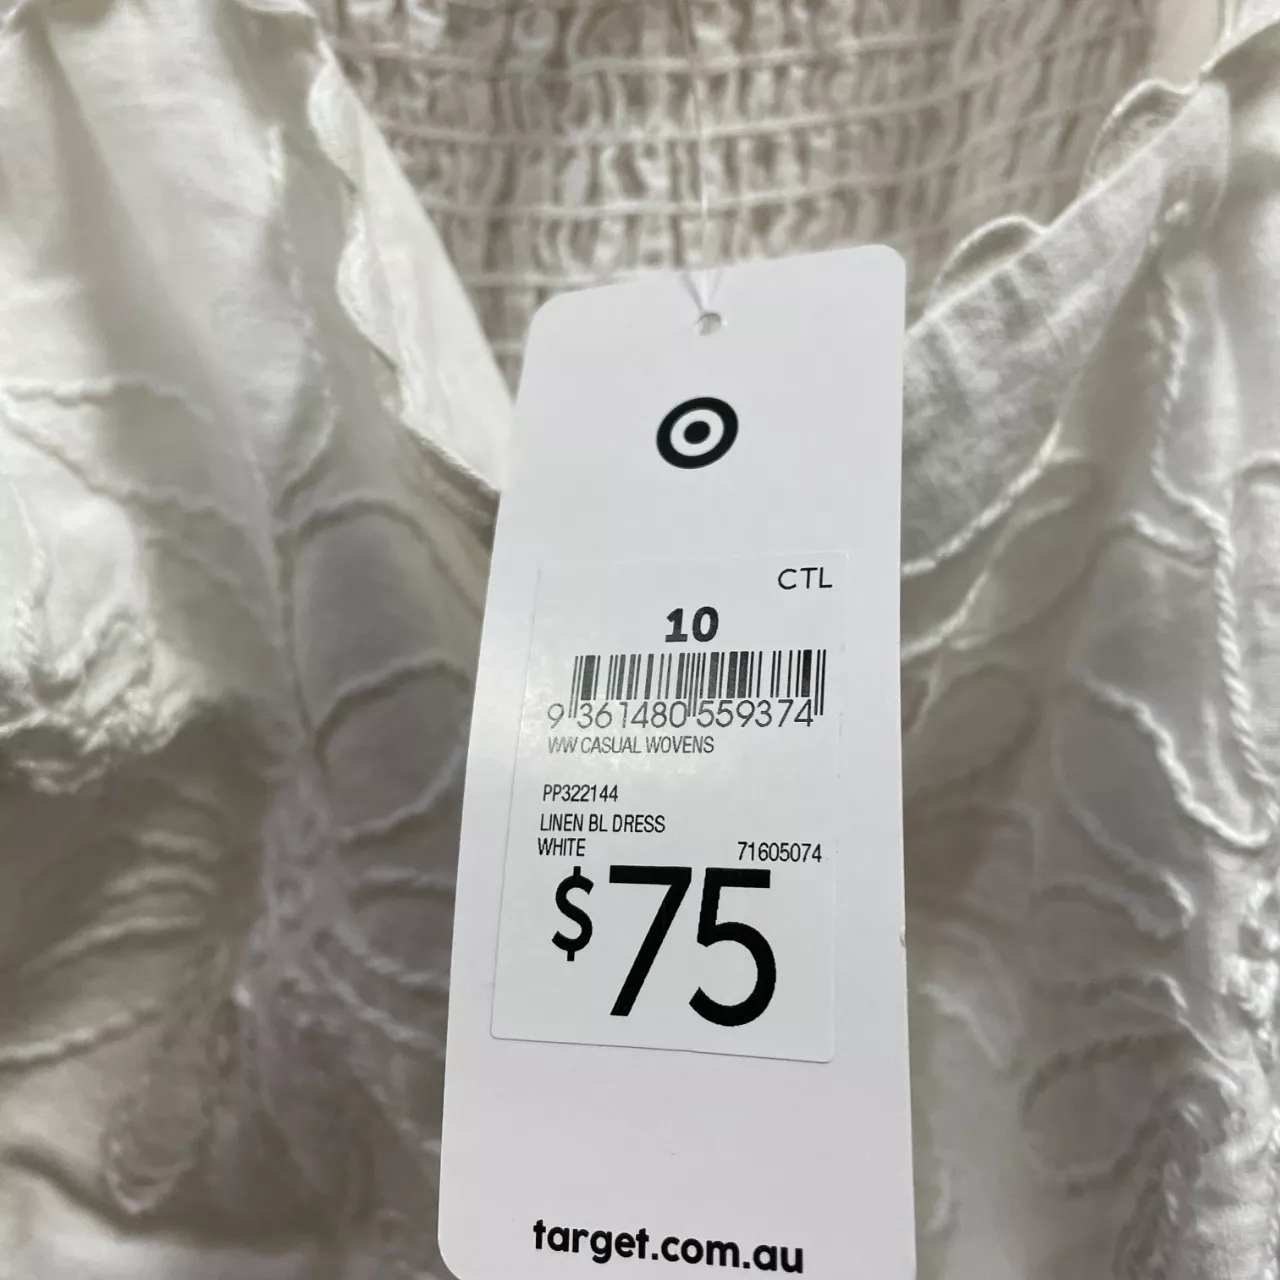 CTL
10
9 361480 559374
WW CASUAL WOVENS
PP322144
LINEN BL DRESS
WHITE 71605074
$75
target.com.au